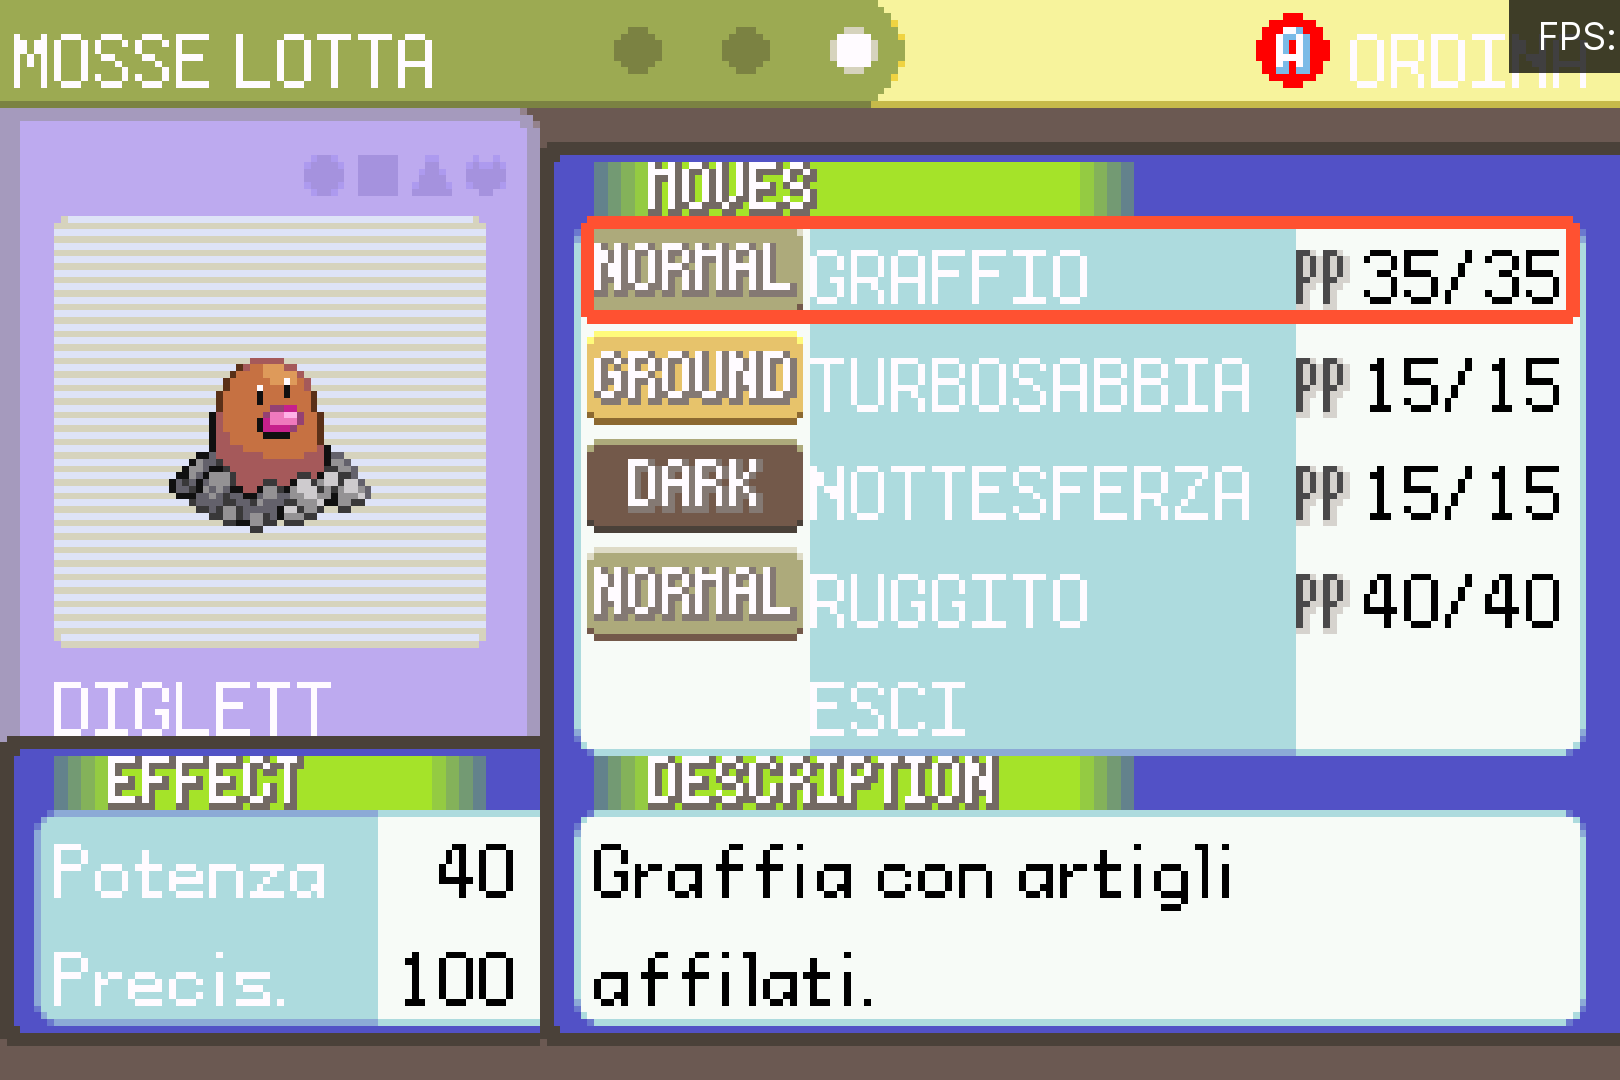 MOSSE LOTTA
A ORDINA
FPS:
MOVES
NORMAL GRAFFIO PP 35/35
GROUND TURBOSABBIA PP 15/15
DARK NOTTESFERZA PP 15/15
NORMAL RUGGITO PP 40/40
ESCI
DIGLETT
EFFECT
Potenza 40
Precis. 100
DESCRIPTION
Graffia con artigli
affilati.